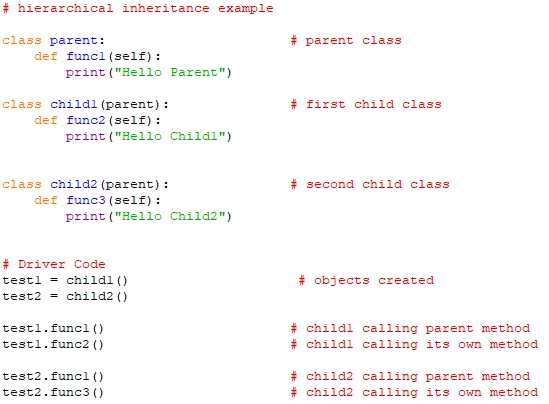 # hierarchical inheritance example
class parent: # parent class
def func1(self):
print("Hello Parent")
class child1(parent): # first child class
def func2(self):
print("Hello Child1")
class child2(parent): # second child class
def func3(self):
print("Hello Child2")
# Driver Code
test1 = child1() # objects created
test2 = child2()
test1.func1() # child1 calling parent method
test1.func2() # child1 calling its own method
test2.func1() # child2 calling parent method
test2.func3() # child2 calling its own method